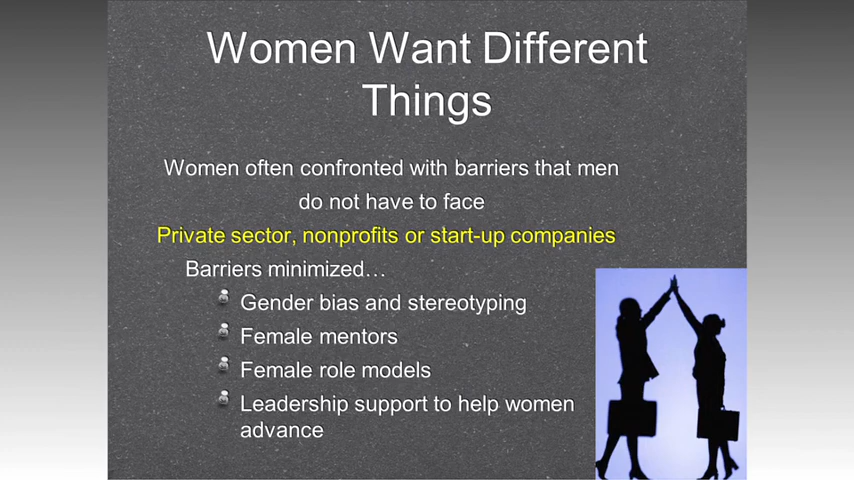 Women Want Different
Things
Women often confronted with barriers that men
do not have to face
Private sector, nonprofits or start-up companies
Barriers minimized…
Gender bias and stereotyping
Female mentors
Female role models
Leadership support to help women
advance